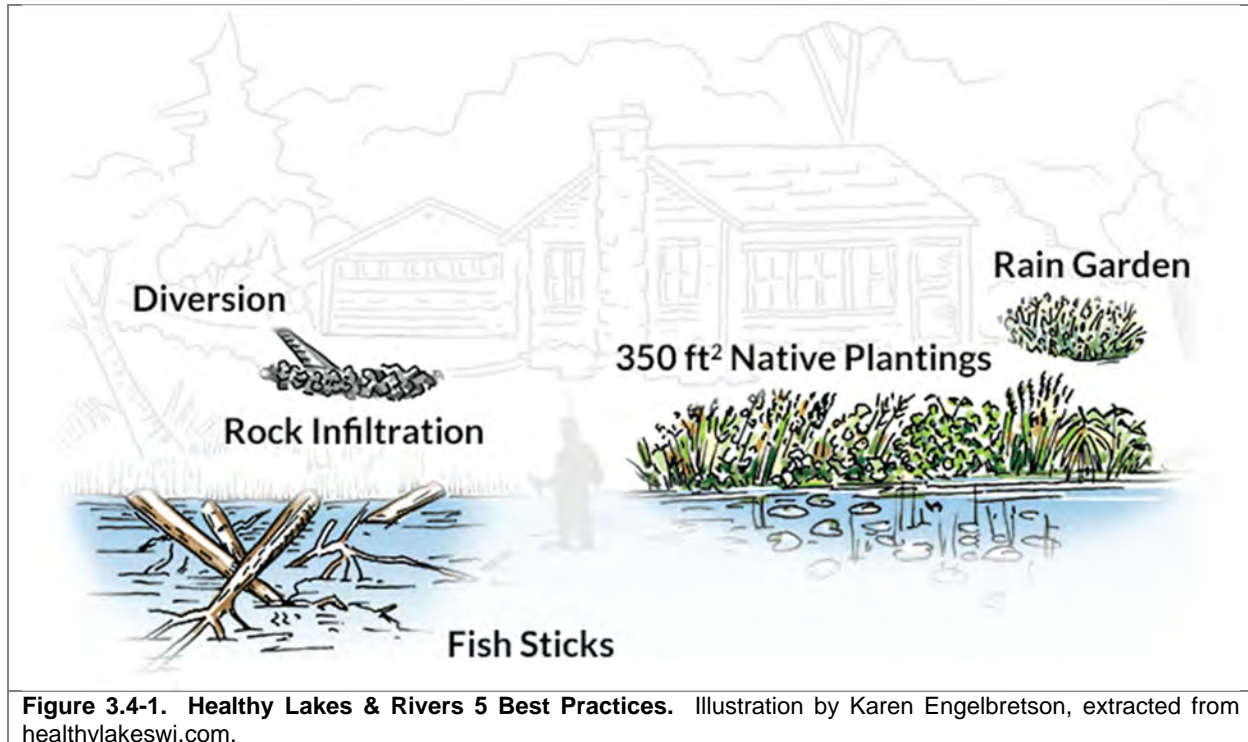 Rain Garden
Diversion
350 ft² Native Plantings
Rock Infiltration
Fish Sticks
Figure 3.4-1. Healthy Lakes & Rivers 5 Best Practices. Illustration by Karen Engelbretson, extracted from
healthylakeswi.com.